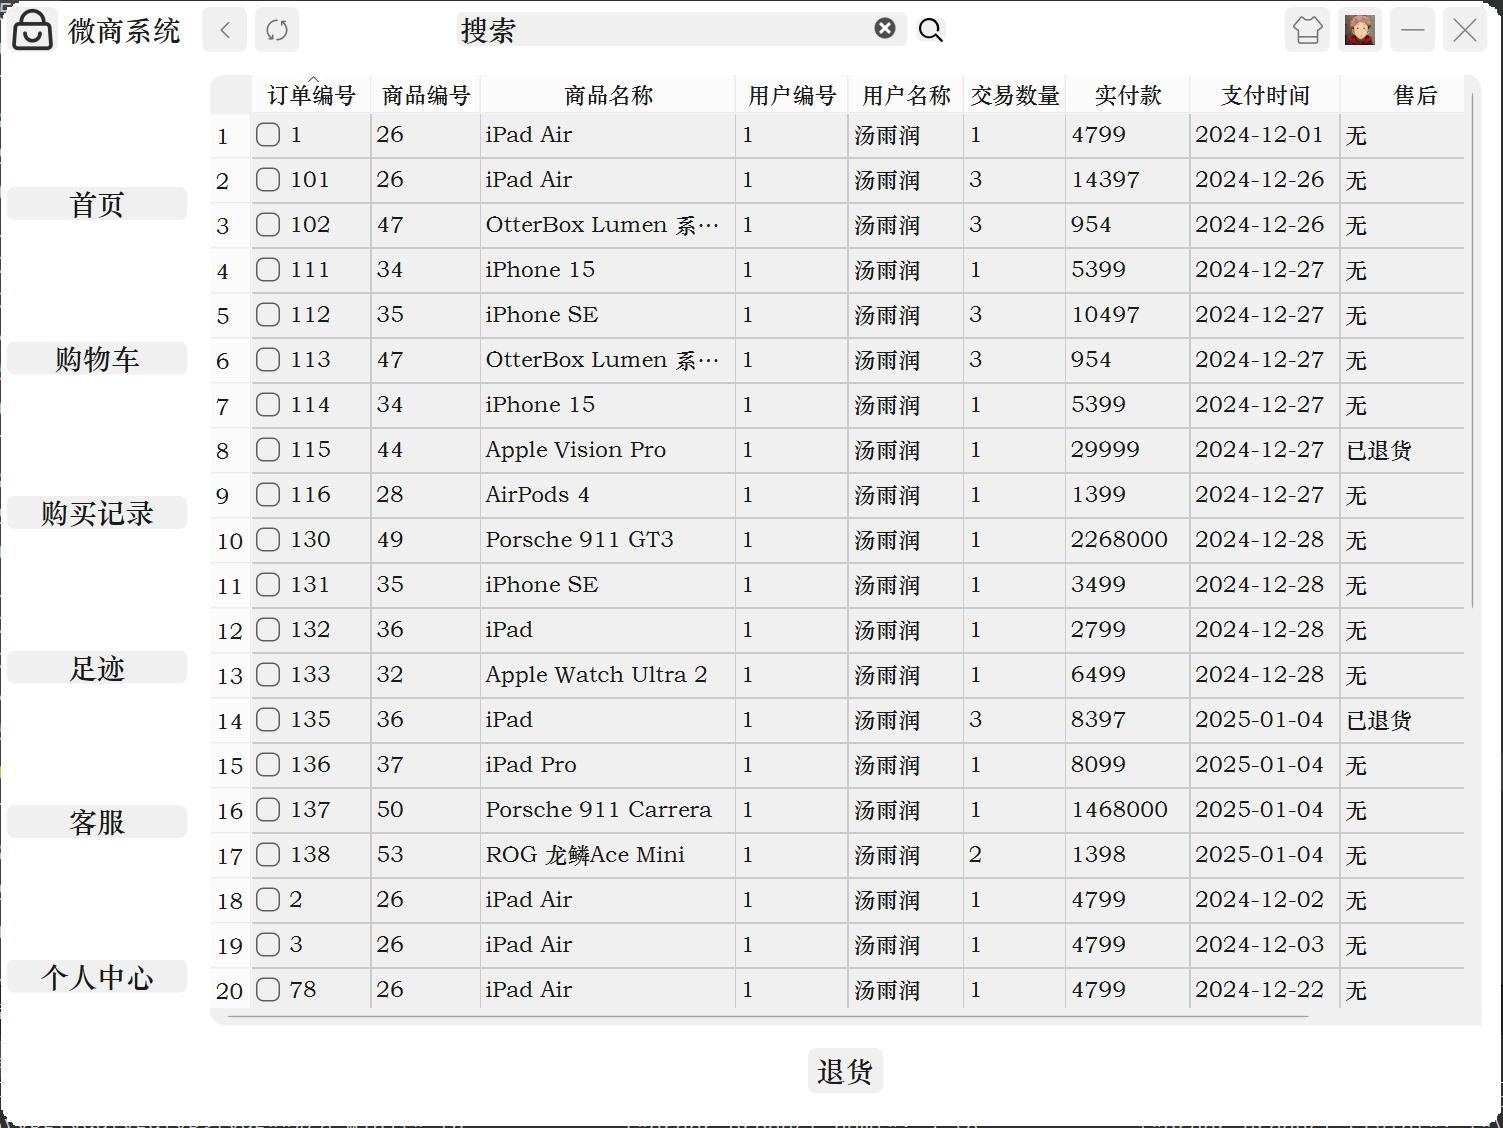 微商系统
搜索
订单编号 商品编号 商品名称 用户编号 用户名称 交易数量 实付款 支付时间 售后
1 1 26 iPad Air 1 汤雨润 1 4799 2024-12-01 无
2 101 26 iPad Air 1 汤雨润 3 14397 2024-12-26 无
3 102 47 OtterBox Lumen 系… 1 汤雨润 3 954 2024-12-26 无
4 111 34 iPhone 15 1 汤雨润 1 5399 2024-12-27 无
5 112 35 iPhone SE 1 汤雨润 3 10497 2024-12-27 无
6 113 47 OtterBox Lumen 系… 1 汤雨润 3 954 2024-12-27 无
7 114 34 iPhone 15 1 汤雨润 1 5399 2024-12-27 无
8 115 44 Apple Vision Pro 1 汤雨润 1 29999 2024-12-27 已退货
9 116 28 AirPods 4 1 汤雨润 1 1399 2024-12-27 无
10 130 49 Porsche 911 GT3 1 汤雨润 1 2268000 2024-12-28 无
11 131 35 iPhone SE 1 汤雨润 1 3499 2024-12-28 无
12 132 36 iPad 1 汤雨润 1 2799 2024-12-28 无
13 133 32 Apple Watch Ultra 2 1 汤雨润 1 6499 2024-12-28 无
14 135 36 iPad 1 汤雨润 3 8397 2025-01-04 已退货
15 136 37 iPad Pro 1 汤雨润 1 8099 2025-01-04 无
16 137 50 Porsche 911 Carrera 1 汤雨润 1 1468000 2025-01-04 无
17 138 53 ROG 龙鳞Ace Mini 1 汤雨润 2 1398 2025-01-04 无
18 2 26 iPad Air 1 汤雨润 1 4799 2024-12-02 无
19 3 26 iPad Air 1 汤雨润 1 4799 2024-12-03 无
20 78 26 iPad Air 1 汤雨润 1 4799 2024-12-22 无
首页
购物车
购买记录
足迹
客服
个人中心
退货